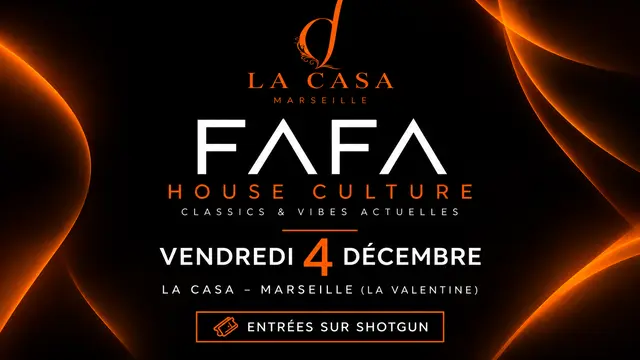 LA CASA
MARSEILLE
FAFA
HOUSE CULTURE
CLASSICS & VIBES ACTUELLES
VENDREDI 4 DÉCEMBRE
LA CASA – MARSEILLE (LA VALENTINE)
ENTRÉES SUR SHOTGUN